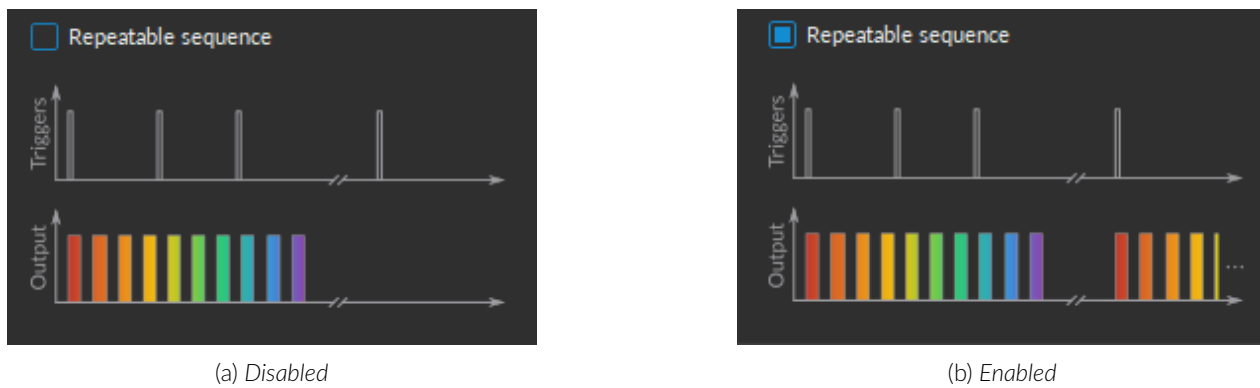 Repeatable sequence
Triggers
Output
(a) Disabled
Repeatable sequence
Triggers
Output
...
(b) Enabled